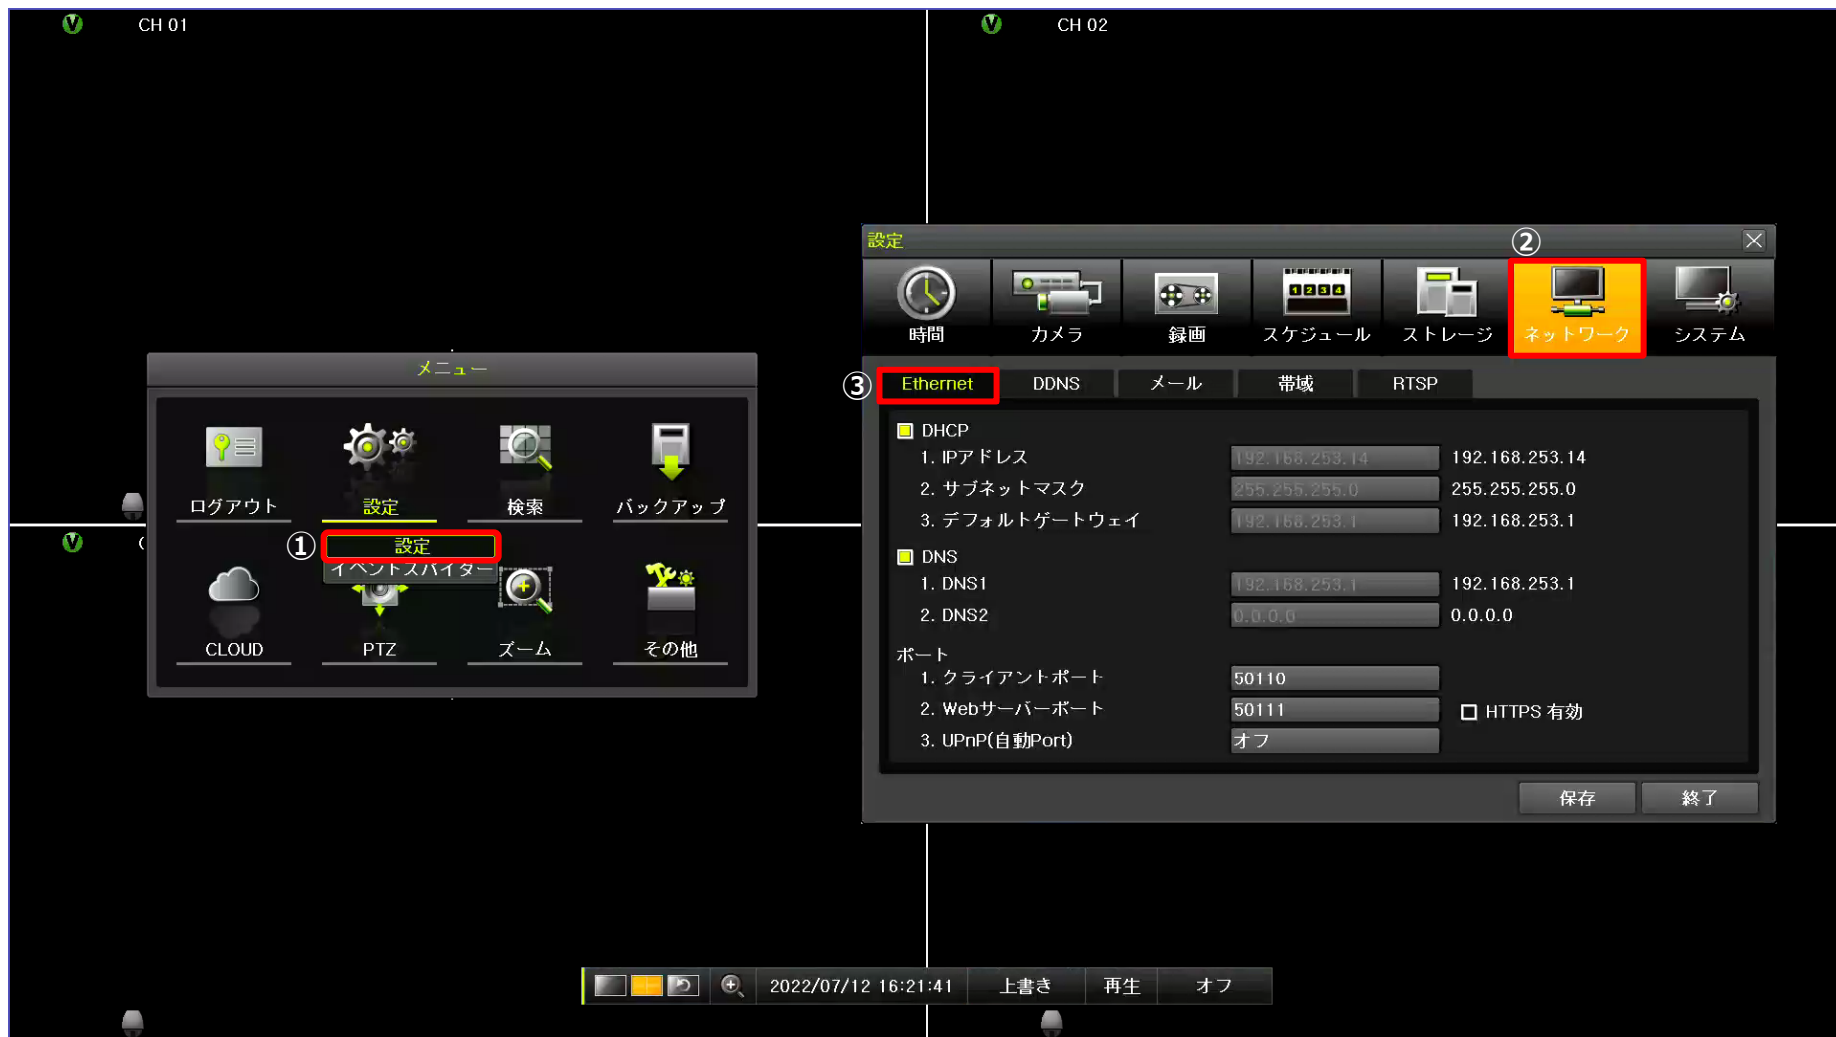 CH 01
CH 02
設定
②
時間
カメラ
録画
スケジュール
ストレージ
ネットワーク
システム
③
Ethernet
DDNS
メール
帯域
RTSP
DHCP
1. IPアドレス 192.168.253.14 192.168.253.14
2. サブネットマスク 255.255.255.0 255.255.255.0
3. デフォルトゲートウェイ 192.168.253.1 192.168.253.1
DNS
1. DNS1 192.168.253.1 192.168.253.1
2. DNS2 0.0.0.0 0.0.0.0
ポート
1. クライアントポート 50110
2. Webサーバーポート 50111 HTTPS 有効
3. UPnP(自動Port) オフ
保存
終了
メニュー
ログアウト
設定
検索
バックアップ
①
設定
イベントスパイダー
CLOUD
PTZ
ズーム
その他
2022/07/12 16:21:41
上書き
再生
オフ